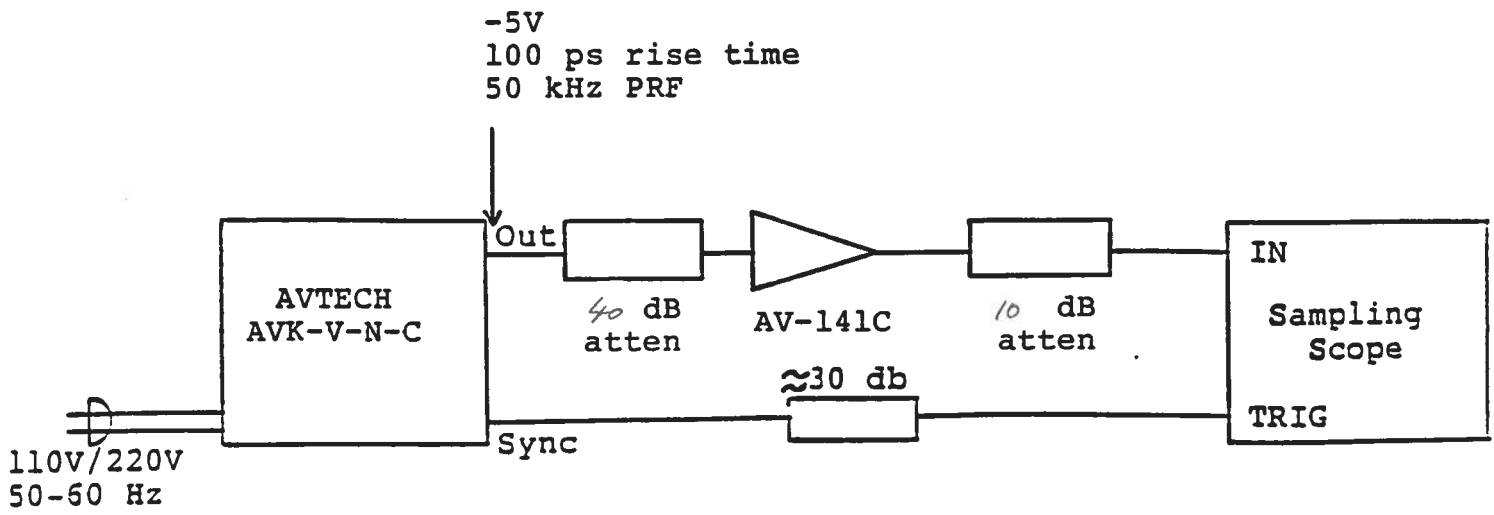 -5V
100 ps rise time
50 kHz PRF
Out
AVTECH
AVK-V-N-C
40 dB
atten
AV-141C
10 dB
atten
IN
Sampling
Scope
≈30 db
TRIG
Sync
110V/220V
50-60 Hz